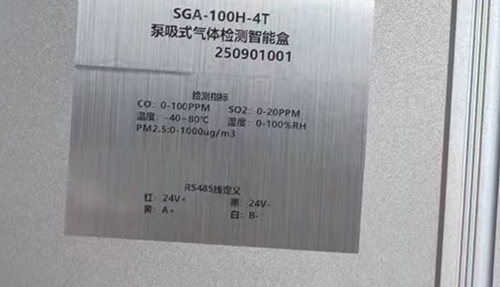 SGA-100H-4T
泵吸式气体检测智能盒
250901001
检测指标
CO: 0-100PPM SO2: 0-20PPM
温度: -40~80℃ 湿度: 0-100%RH
PM2.5:0-1000ug/m3
RS485线定义
红: 24V+ 黑: 24V-
黄: A+ 白: B-